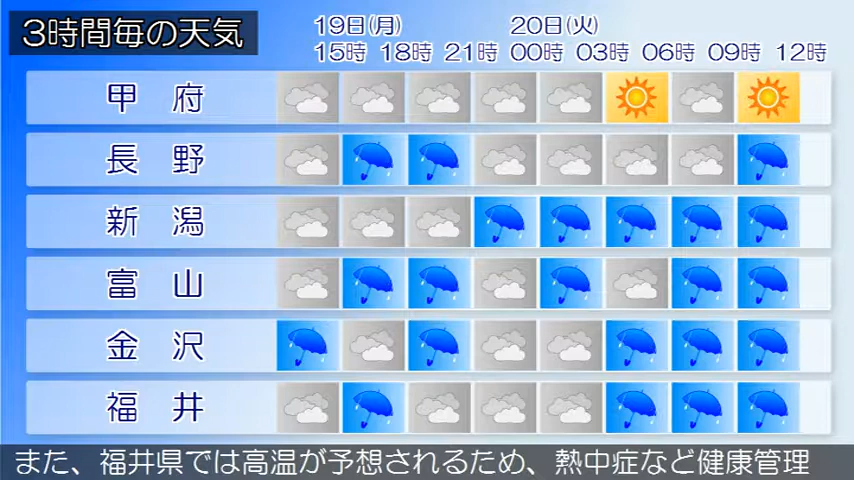 3時間毎の天気
19日(月) 20日(火)
15時 18時 21時 00時 03時 06時 09時 12時
甲 府
長 野
新 潟
富 山
金 沢
福 井
また、福井県では高温が予想されるため、熱中症など健康管理